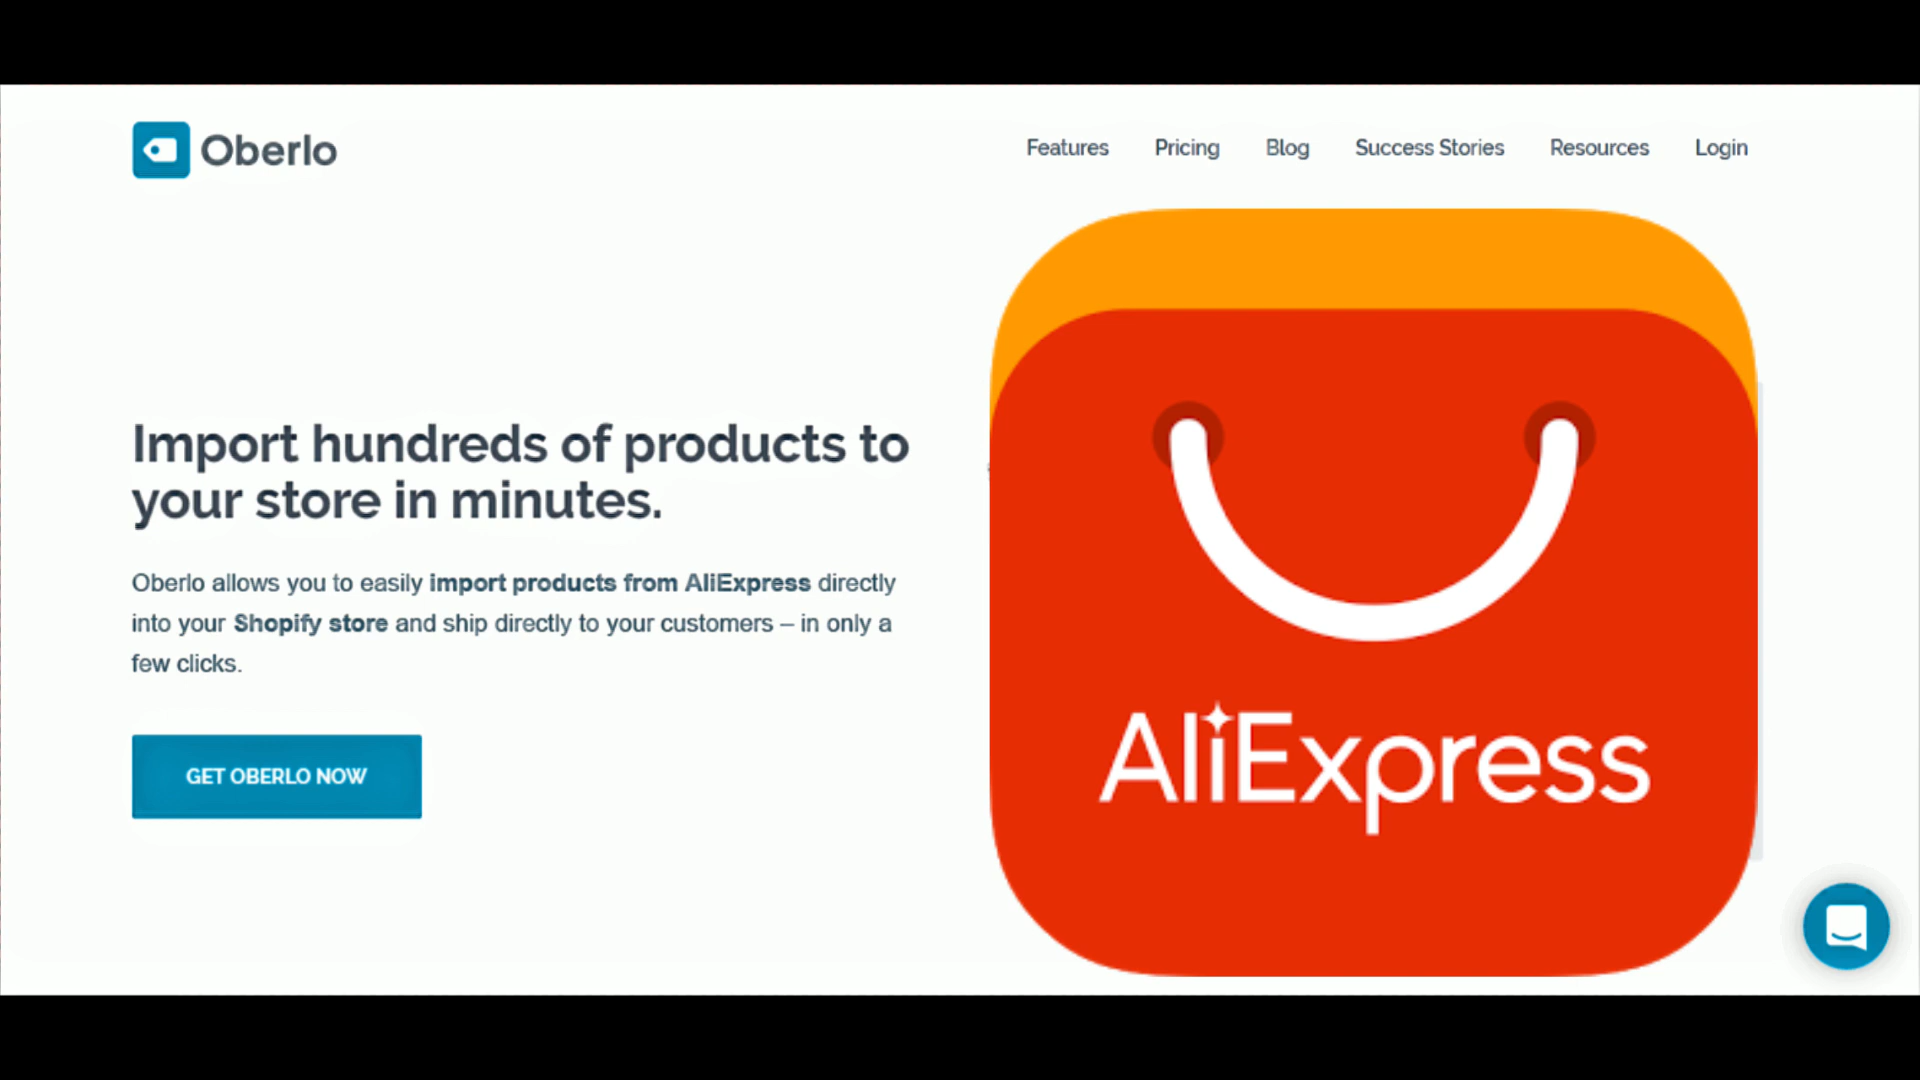 Oberlo
Features Pricing Blog Success Stories Resources Login
Import hundreds of products to
your store in minutes.
Oberlo allows you to easily import products from AliExpress directly
into your Shopify store and ship directly to your customers – in only a
few clicks.
GET OBERLO NOW
AliExpress